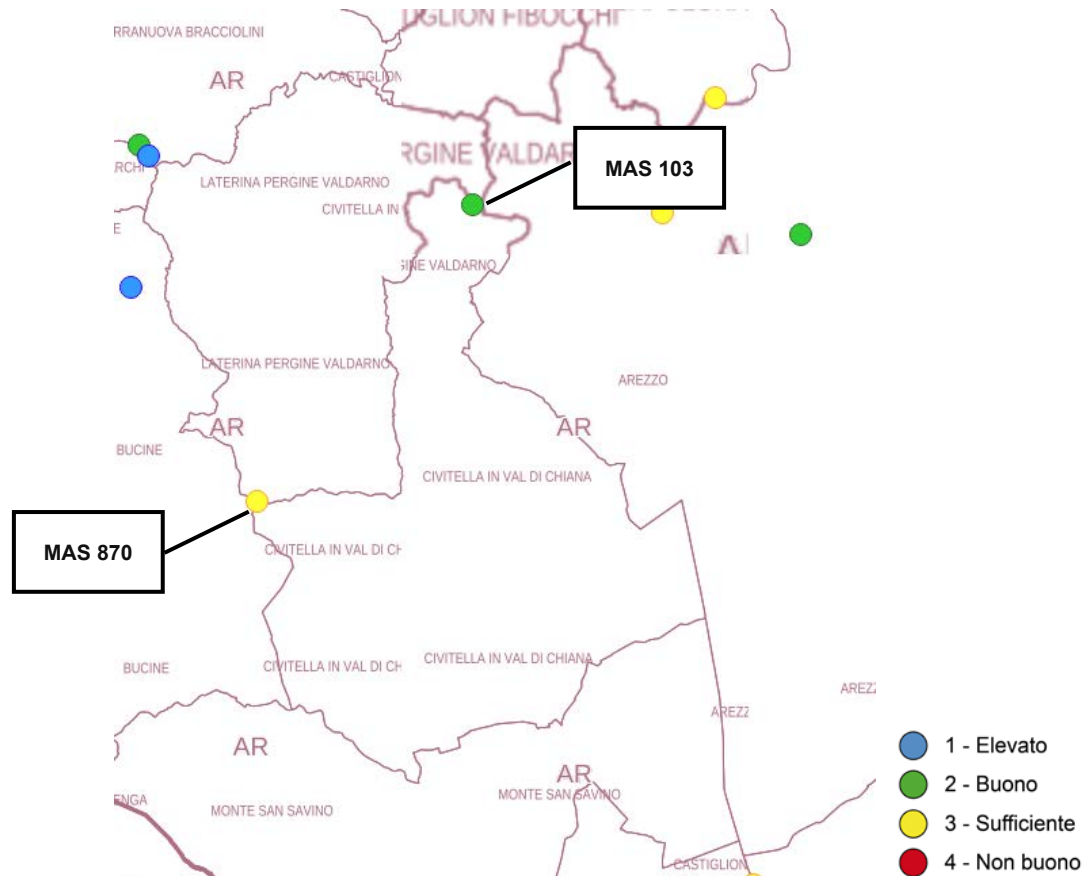 TIGLION FIBOCCHI
RRANUOVA BRACCIOLINI
AR
CASTIGLION
RGINE VALDAR
MAS 103
RCHI
LATERINA PERGINE VALDARNO
CIVITELLA IN
E
GINE VALDARNO
LATERINA PERGINE VALDARNO
AREZZO
AR
AR
BUCINE
CIVITELLA IN VAL DI CHIANA
MAS 870
CIVITELLA IN VAL DI CH
CIVITELLA IN VAL DI CHIANA
BUCINE
CIVITELLA IN VAL DI CH
AREZZ
AREZZ
AR
1 - Elevato
AR
2 - Buono
ENGA
MONTE SAN SAVINO
MONTE SAN SAVINO
3 - Sufficiente
CASTIGLION
4 - Non buono